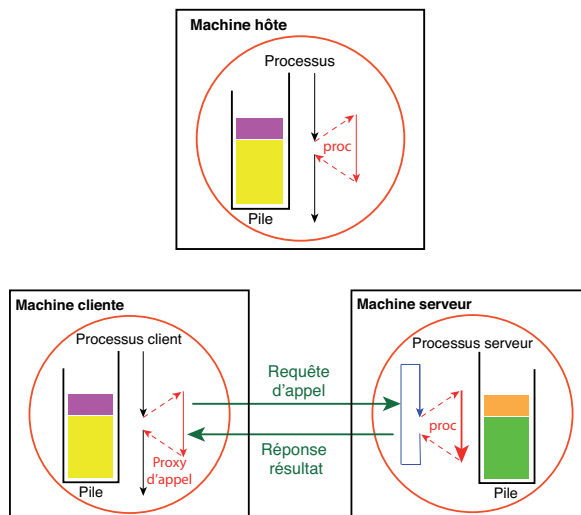 Machine hôte
Processus
proc
Pile
Machine cliente
Processus client
Proxy
d'appel
Pile
Requête
d'appel
Réponse
résultat
Machine serveur
Processus serveur
proc
Pile